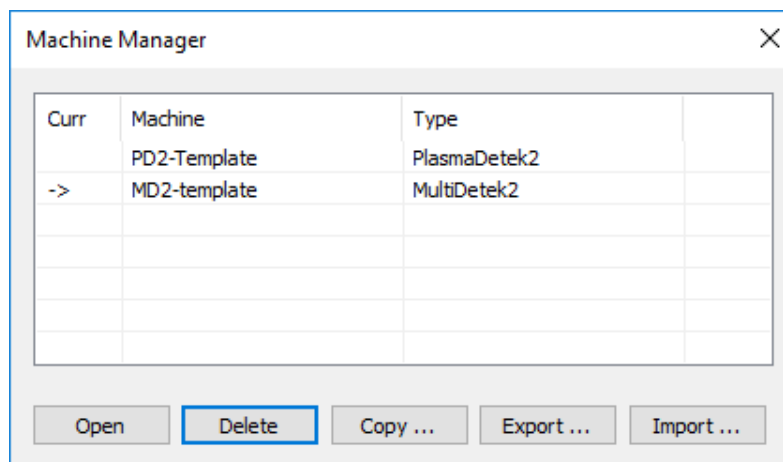 Machine Manager
Curr Machine Type
PD2-Template PlasmaDetek2
-> MD2-template MultiDetek2
Open Delete Copy ... Export ... Import ...